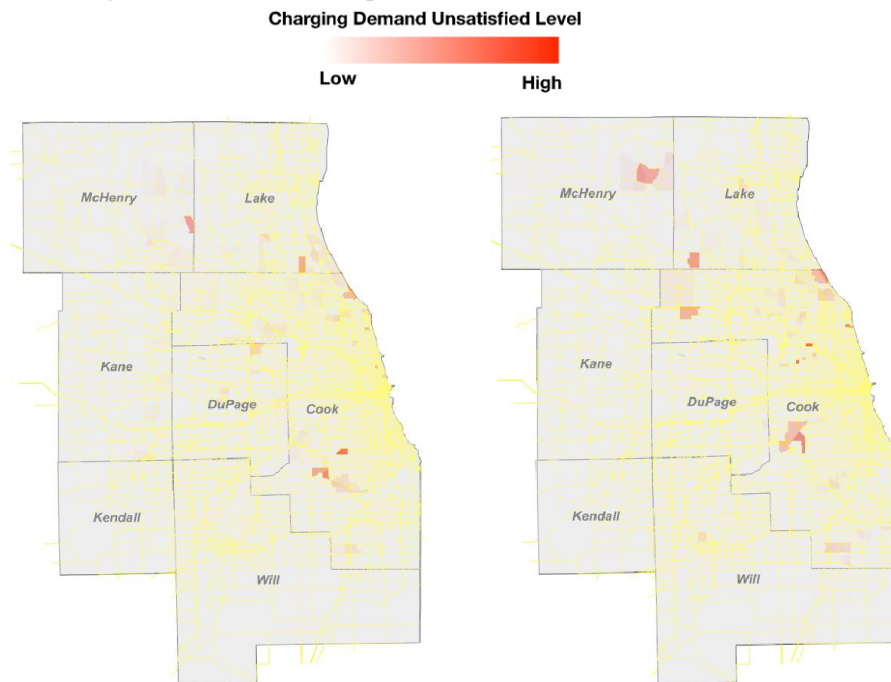 Charging Demand Unsatisfied Level
Low High
McHenry Lake
Kane
DuPage Cook
Kendall
Will
McHenry Lake
Kane
DuPage Cook
Kendall
Will